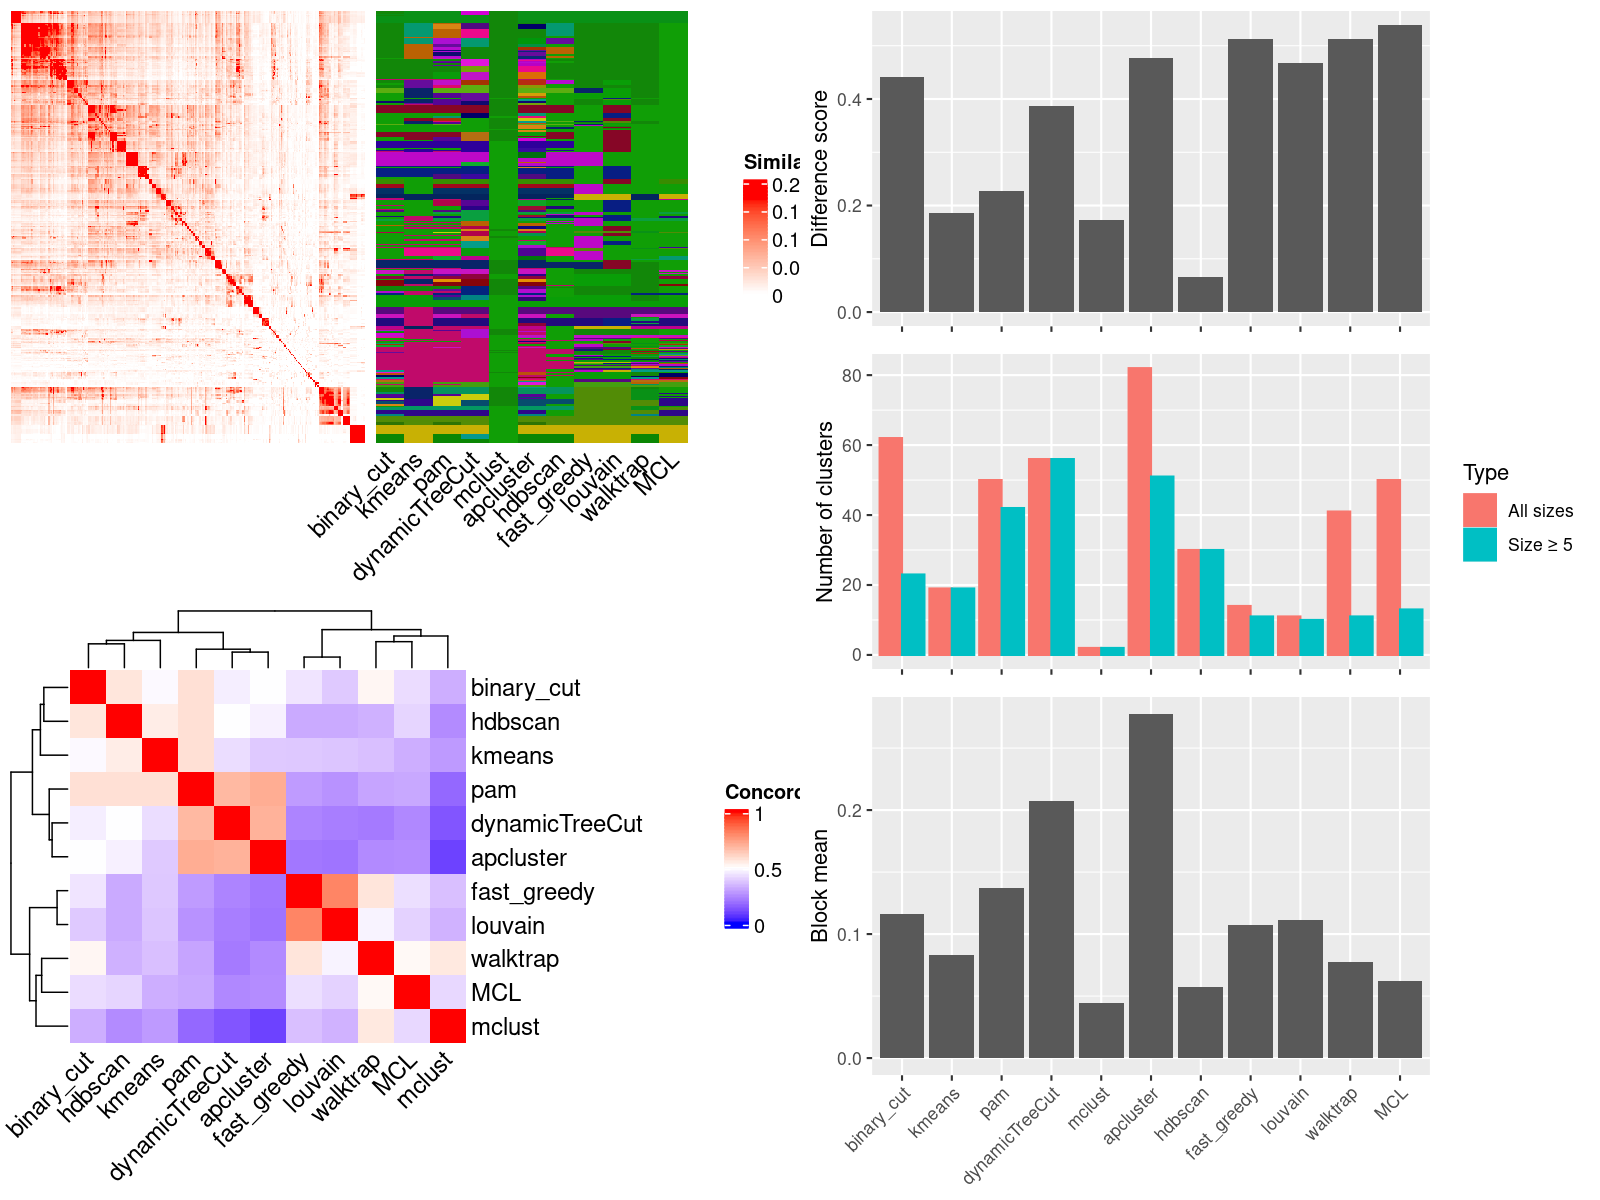 Simila
0.2
0.1
0.1
0.0
0
binary_cut
kmeans
pam
dynamicTreeCut
mclust
apcluster
hdbscan
fast_greedy
louvain
walktrap
MCL
binary_cut
hdbscan
kmeans
pam
dynamicTreeCut
apcluster
fast_greedy
louvain
walktrap
MCL
mclust
binary_cut
hdbscan
kmeans
pam
dynamicTreeCut
apcluster
fast_greedy
louvain
walktrap
MCL
mclust
Concord
1
0.5
0
Difference score
0.4
0.2
0.0
Number of clusters
80
60
40
20
0
Type
All sizes
Size ≥ 5
Block mean
0.2
0.1
0.0
binary_cut
kmeans
pam
dynamicTreeCut
mclust
apcluster
hdbscan
fast_greedy
louvain
walktrap
MCL